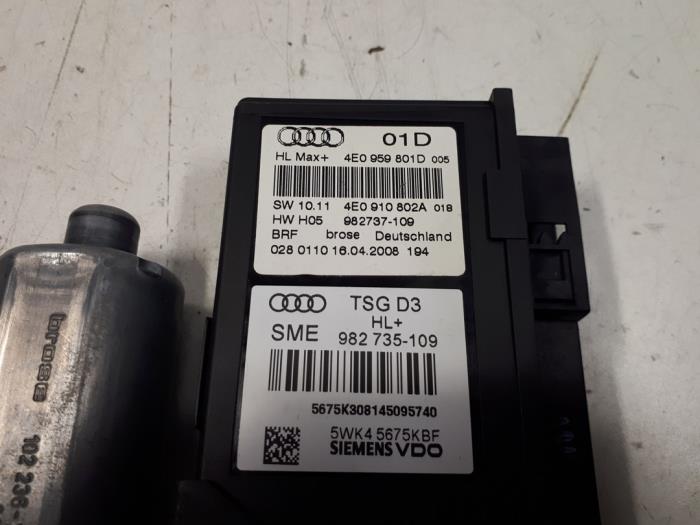 01D
HL Max+ 4E0 959 801D 005
SW 10.11 4E0 910 802A 018
HW H05 982737-109
BRF brose Deutschland
028 0110 16.04.2008 194
TSG D3
HL+
SME 982 735-109
5675K308145095740
5WK4 5675KBF
SIEMENS VDO
brose
102 236-